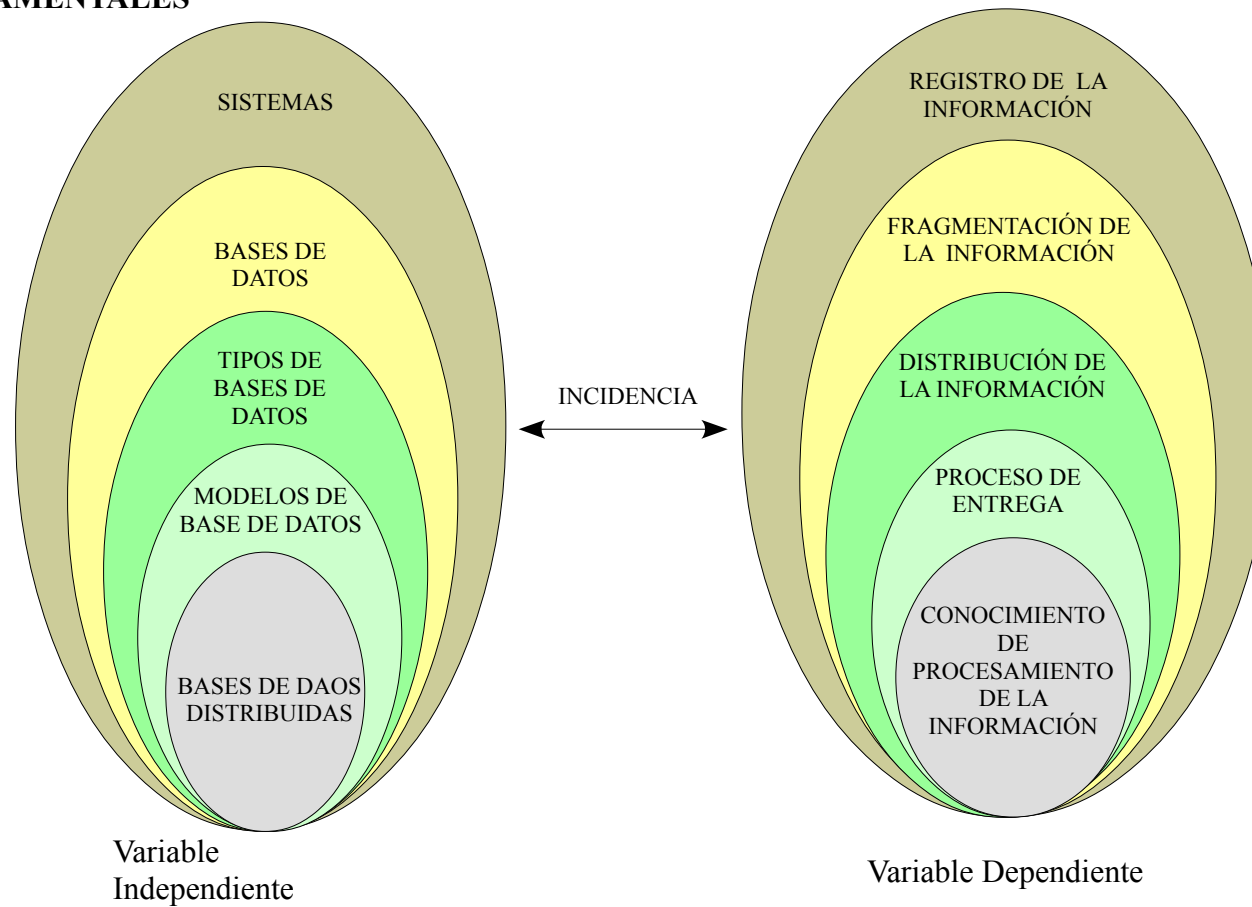 SISTEMAS
BASES DE
DATOS
TIPOS DE
BASES DE
DATOS
MODELOS DE
BASE DE DATOS
BASES DE DAOS
DISTRIBUIDAS
Variable
Independiente
INCIDENCIA
REGISTRO DE LA
INFORMACIÓN
FRAGMENTACIÓN DE
LA INFORMACIÓN
DISTRIBUCIÓN DE
LA INFORMACIÓN
PROCESO DE
ENTREGA
CONOCIMIENTO
DE
PROCESAMIENTO
DE LA
INFORMACIÓN
Variable Dependiente